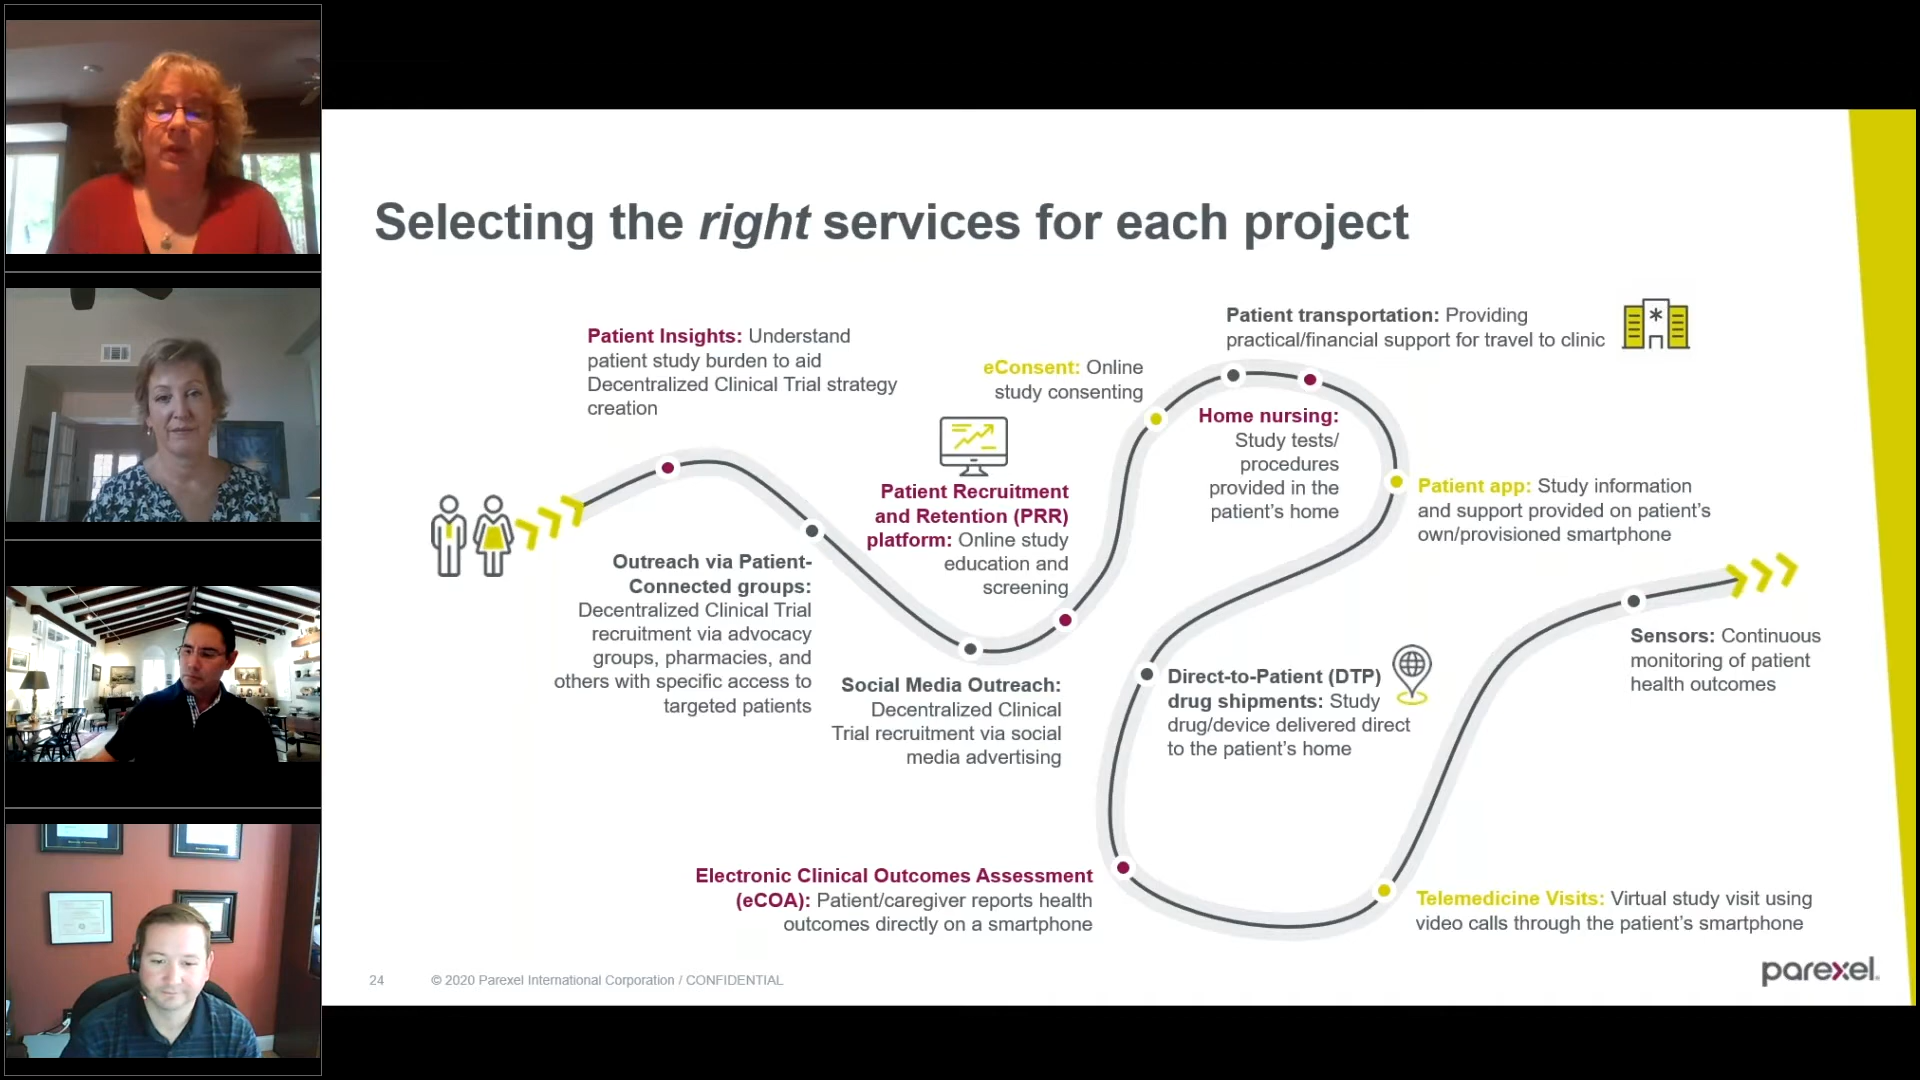 Selecting the right services for each project
Patient Insights: Understand
patient study burden to aid
Decentralized Clinical Trial strategy
creation
Outreach via Patient-
Connected groups:
Decentralized Clinical Trial
recruitment via advocacy
groups, pharmacies, and
others with specific access to
targeted patients
Social Media Outreach:
Decentralized Clinical
Trial recruitment via social
media advertising
Patient Recruitment
and Retention (PRR)
platform: Online study
education and
screening
eConsent: Online
study consenting
Patient transportation: Providing
practical/financial support for travel to clinic
Home nursing:
Study tests/
procedures
provided in the
patient's home
Patient app: Study information
and support provided on patient's
own/provisioned smartphone
Direct-to-Patient (DTP)
drug shipments: Study
drug/device delivered direct
to the patient's home
Electronic Clinical Outcomes Assessment
(eCOA): Patient/caregiver reports health
outcomes directly on a smartphone
Telemedicine Visits: Virtual study visit using
video calls through the patient's smartphone
Sensors: Continuous
monitoring of patient
health outcomes
24
© 2020 Parexel International Corporation / CONFIDENTIAL
parexel.